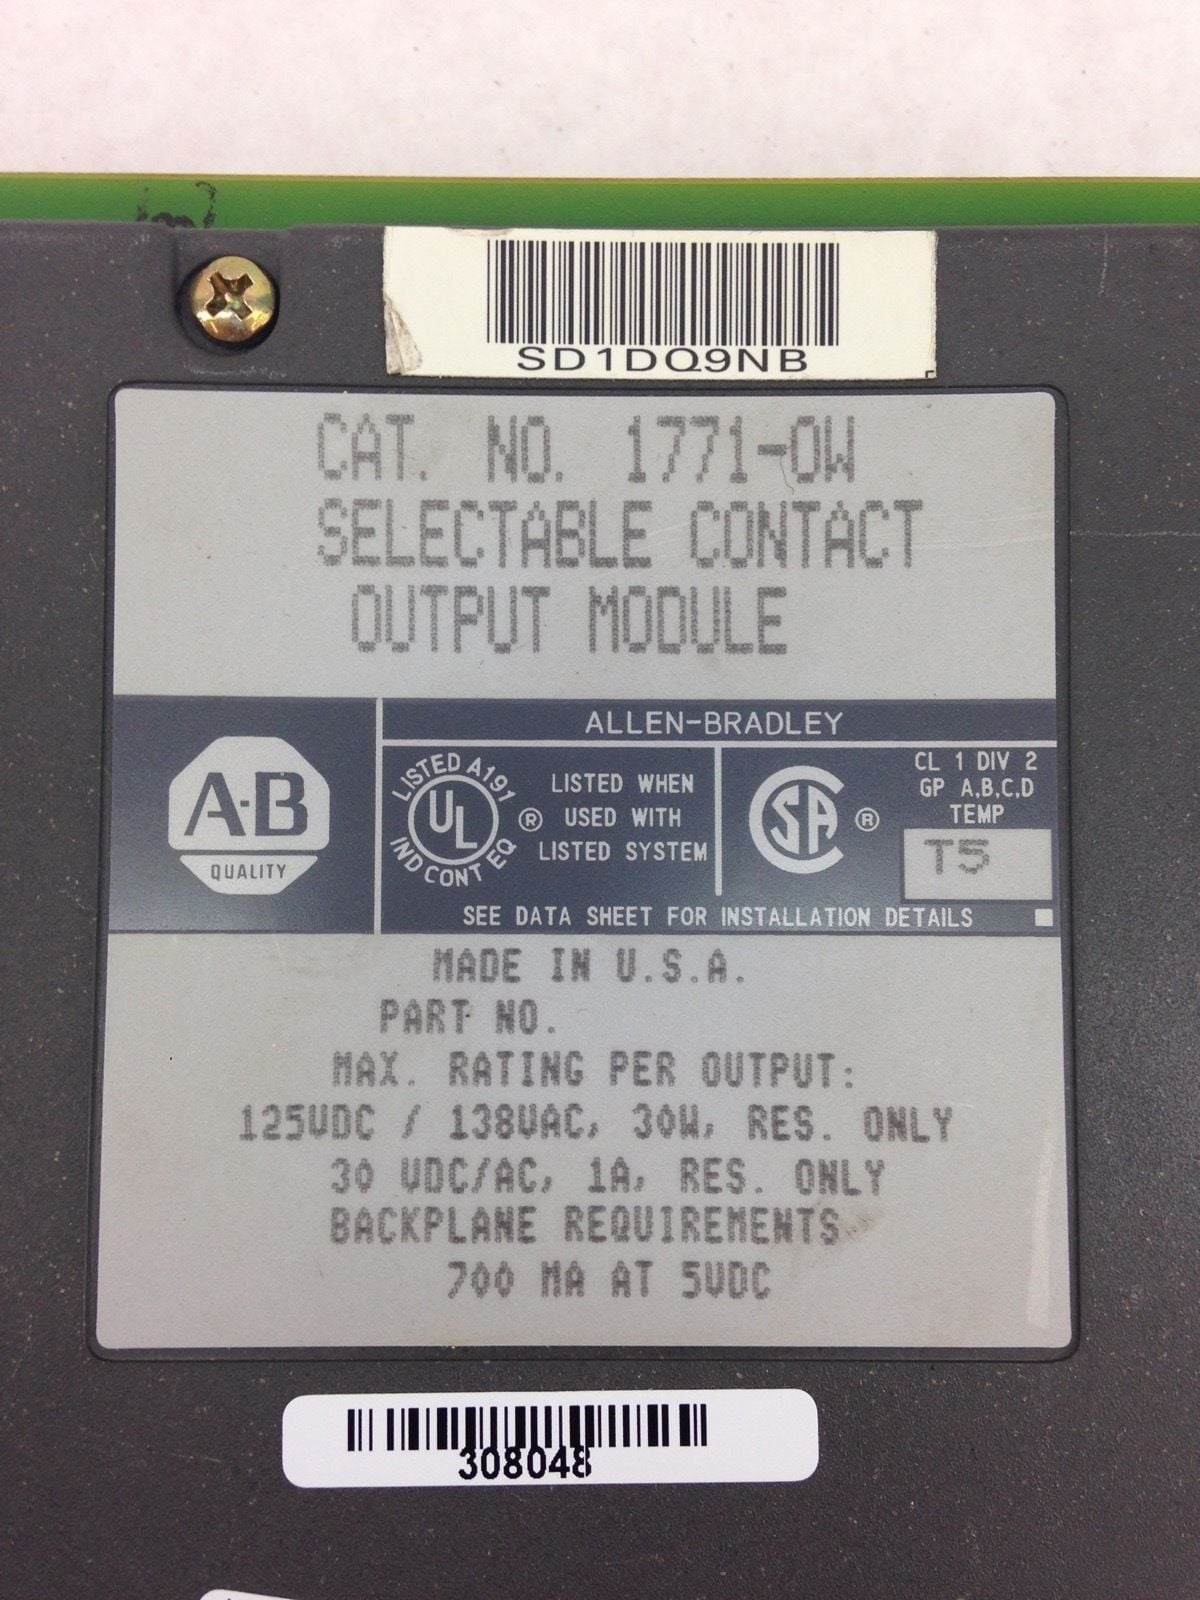 SD1DQ9NB
CAT. NO. 1771-OW
SELECTABLE CONTACT
OUTPUT MODULE
ALLEN-BRADLEY
A·B
QUALITY
LISTED A191
UL
IND CONT EQ
®
LISTED WHEN
USED WITH
LISTED SYSTEM
SA
®
CL 1 DIV 2
GP A,B,C,D
TEMP
T5
SEE DATA SHEET FOR INSTALLATION DETAILS
MADE IN U.S.A.
PART NO.
MAX. RATING PER OUTPUT:
125VDC / 138VAC, 30W, RES. ONLY
30 VDC/AC, 1A, RES. ONLY
BACKPLANE REQUIREMENTS
700 MA AT 5VDC
308048